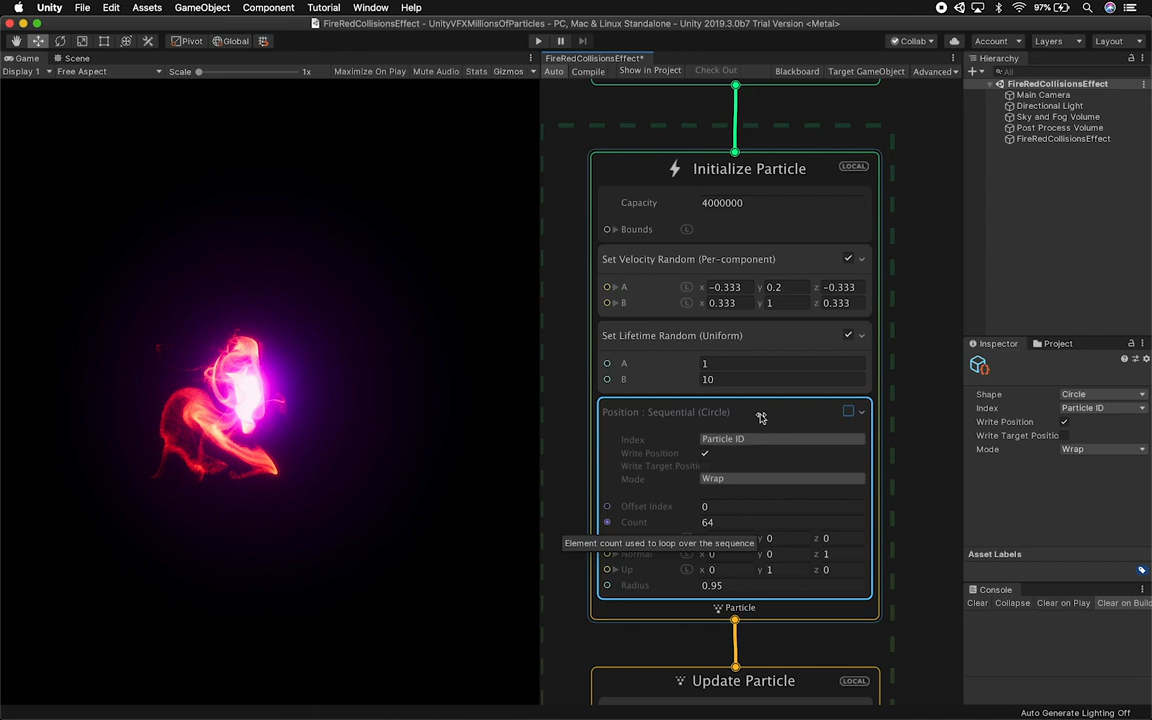 Unity File Edit Assets GameObject Component Tutorial Window Help 97%
FireRedCollisionsEffect - UnityVFXMillionsOfParticles - PC, Mac & Linux Standalone - Unity 2019.3.0b7 Trial Version <Metal>
Pivot Global Collab Account Layers Layout
Game Scene FireRedCollisionsEffect* Hierarchy
Display 1 Free Aspect Scale 1x Maximize On Play Mute Audio Stats Gizmos Auto Compile Show in Project Check Out Blackboard Target GameObject Advanced All
FireRedCollisionsEffect
Main Camera
Directional Light
Sky and Fog Volume
Post Process Volume
FireRedCollisionsEffect
Initialize Particle LOCAL
Capacity 4000000
Bounds L
Set Velocity Random (Per-component)
A L x -0.333 y 0.2 z -0.333
B L x 0.333 y 1 z 0.333
Set Lifetime Random (Uniform)
A 1
B 10
Position : Sequential (Circle)
Index Particle ID
Write Position
Write Target Positi
Mode Wrap
Offset Index 0
Count 64
Element count used to loop over the sequence y 0 z 0
Normal x 0 y 0 z 1
Up L x 0 y 1 z 0
Radius 0.95
Particle
Update Particle LOCAL
Inspector Project
Shape Circle
Index Particle ID
Write Position
Write Target Positio
Mode Wrap
Asset Labels
Console
Clear Collapse Clear on Play Clear on Build
Auto Generate Lighting Off